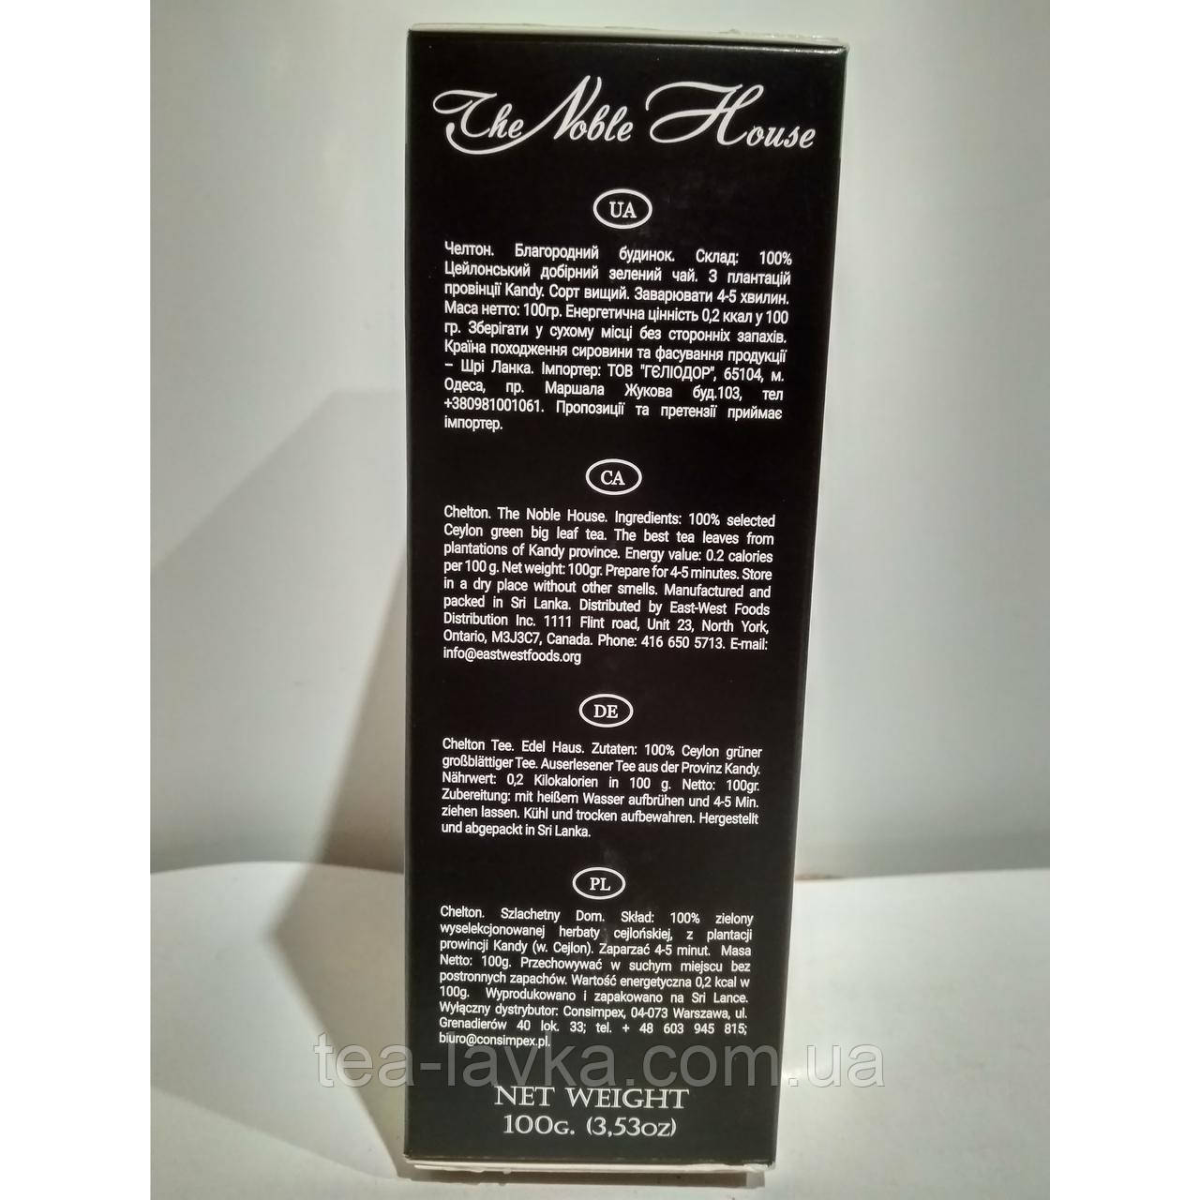 The Noble House
UA
Челтон. Благородний будинок. Склад: 100%
Цейлонський добірний зелений чай. З плантацій
провінції Kandy. Сорт вищий. Заварювати 4-5 хвилин.
Маса нетто: 100гр. Енергетична цінність 0,2 ккал у 100
гр. Зберігати у сухому місці без сторонніх запахів.
Країна походження сировини та фасування продукції
– Шрі Ланка. Імпортер: ТОВ "ГЄЛІОДОР", 65104, м.
Одеса, пр. Маршала Жукова буд.103, тел
+380981001061. Пропозиції та претензії приймає
імпортер.
CA
Chelton. The Noble House. Ingredients: 100% selected
Ceylon green big leaf tea. The best tea leaves from
plantations of Kandy province. Energy value: 0.2 calories
per 100 g. Net weight: 100gr. Prepare for 4-5 minutes. Store
in a dry place without other smells. Manufactured and
packed in Sri Lanka. Distributed by East-West Foods
Distribution Inc. 1111 Flint road, Unit 23, North York,
Ontario, M3J3C7, Canada. Phone: 416 650 5713. E-mail:
info@eastwestfoods.org
DE
Chelton Tee. Edel Haus. Zutaten: 100% Ceylon grüner
großblättiger Tee. Auserlesener Tee aus der Provinz Kandy.
Nährwert: 0,2 Kilokalorien in 100 g. Netto: 100gr.
Zubereitung: mit heißem Wasser aufbrühen und 4-5 Min.
ziehen lassen. Kühl und trocken aufbewahren. Hergestellt
und abgepackt in Sri Lanka.
PL
Chelton. Szlachetny Dom. Skład: 100% zielony
wyselekcjonowanej herbaty cejlońskiej, z plantacji
prowincji Kandy (w. Cejlon). Zaparzać 4-5 minut. Masa
Netto: 100g. Przechowywać w suchym miejscu bez
postronnych zapachów. Wartość energetyczna 0,2 kcal w
100g. Wyprodukowano i zapakowano na Sri Lance.
Wyłączny dystrybutor: Consimpex, 04-073 Warszawa, ul.
Grenadierów 40 lok. 33; tel. + 48 603 945 815;
biuro@consimpex.pl.
tea-lavka.com.ua
NET WEIGHT
100G. (3,53OZ)